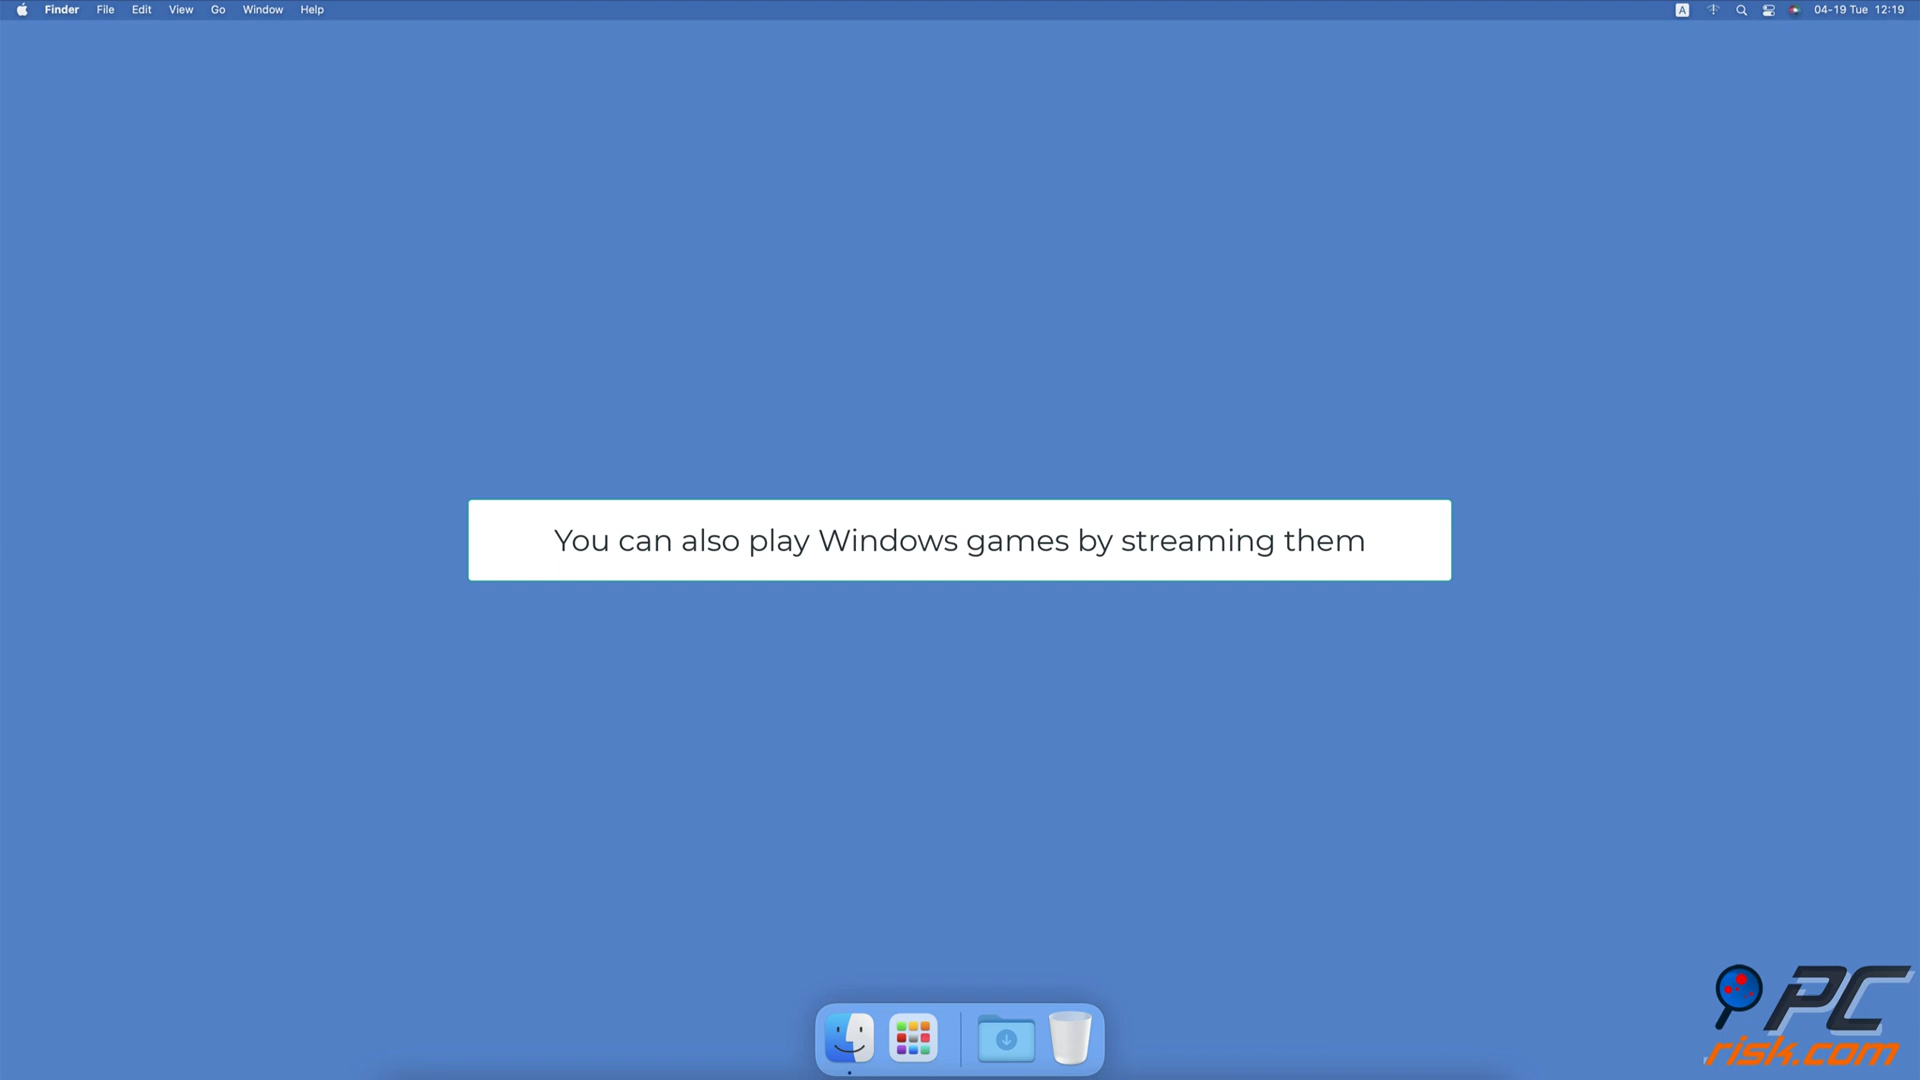 Finder File Edit View Go Window Help
A 04-19 Tue 12:19
You can also play Windows games by streaming them
PC
risk.com